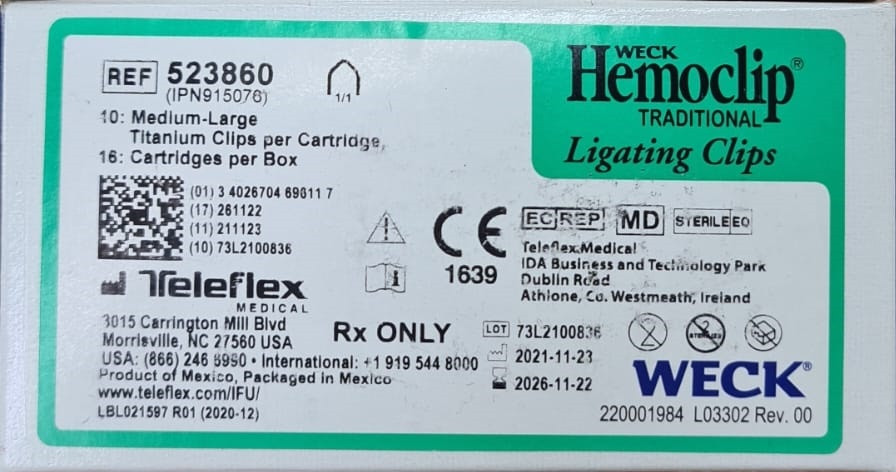 REF 523860
(IPN915076)
1/1
10: Medium-Large
Titanium Clips per Cartridge,
16: Cartridges per Box
WECK
Hemoclip®
TRADITIONAL
Ligating Clips
(01) 3 4026704 69811 7
(17) 261122
(11) 211123
(10) 73L2100836
CE
1639
EC REP MD STERILE EO
Teleflex Medical
IDA Business and Technology Park
Dublin Road
Athlone, Co. Westmeath, Ireland
Teleflex
MEDICAL
3015 Carrington Mill Blvd
Morrisville, NC 27560 USA
USA: (866) 246 6990 • International: +1 919 544 8000
Product of Mexico, Packaged in Mexico
www.teleflex.com/IFU/
LBL021597 R01 (2020-12)
Rx ONLY
LOT 73L2100836
2021-11-23
2026-11-22
WECK®
220001984 L03302 Rev. 00